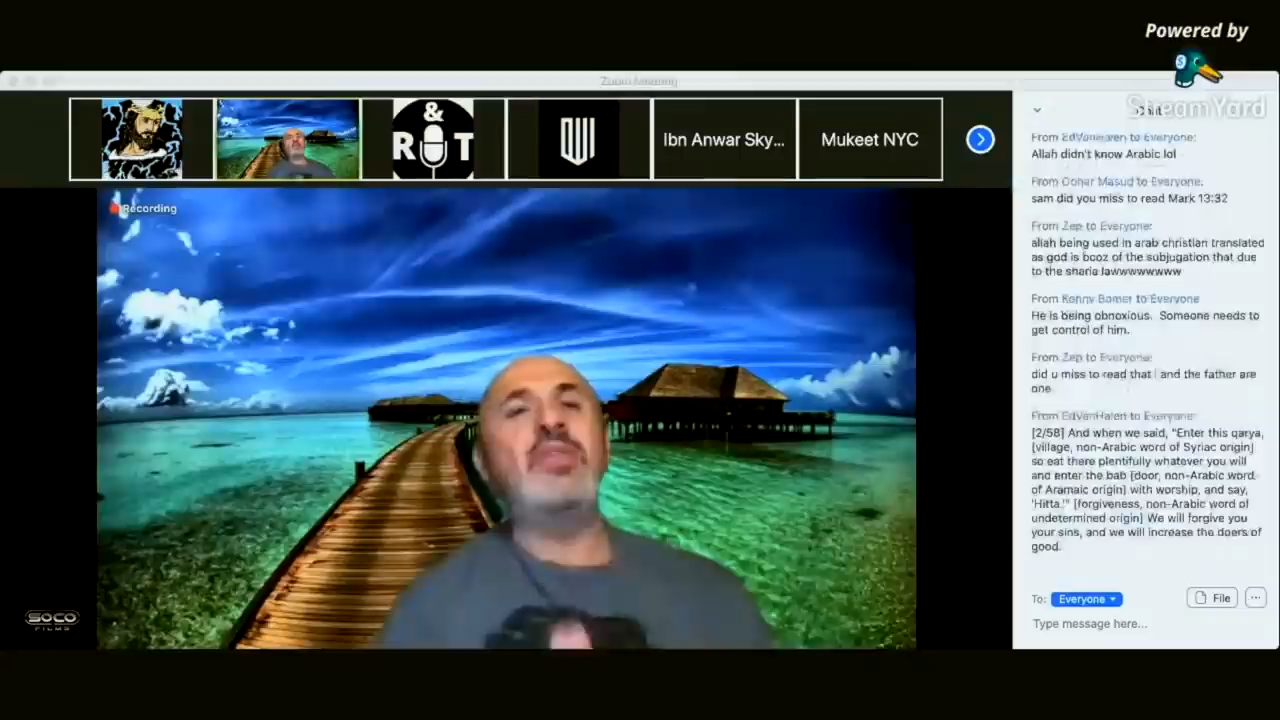 Powered by
StreamYard
Zoom Meeting
&
R T
Ibn Anwar Sky...
Mukeet NYC
Recording
to Everyone:
Allah didn't know Arabic lol
From Gohar Masud to Everyone:
sam did you miss to read Mark 13:32
From Zep to Everyone:
allah being used in arab christian translated
as god is booz of the subjugation that due
to the sharia lawwwwwwww
From Kenny Bomer to Everyone
He is being obnoxious. Someone needs to
get control of him.
From Zep to Everyone:
did u miss to read that I and the father are
one
From EdVanHalen to Everyone:
[2/58] And when we said, "Enter this qarya,
[village, non-Arabic word of Syriac origin]
so eat there plentifully whatever you will
and enter the bab [door, non-Arabic word
of Aramaic origin] with worship, and say,
'Hitta.'" [forgiveness, non-Arabic word of
undetermined origin] We will forgive you
your sins, and we will increase the doers of
good.
To: Everyone
File
Type message here...
SOCO
FILMS